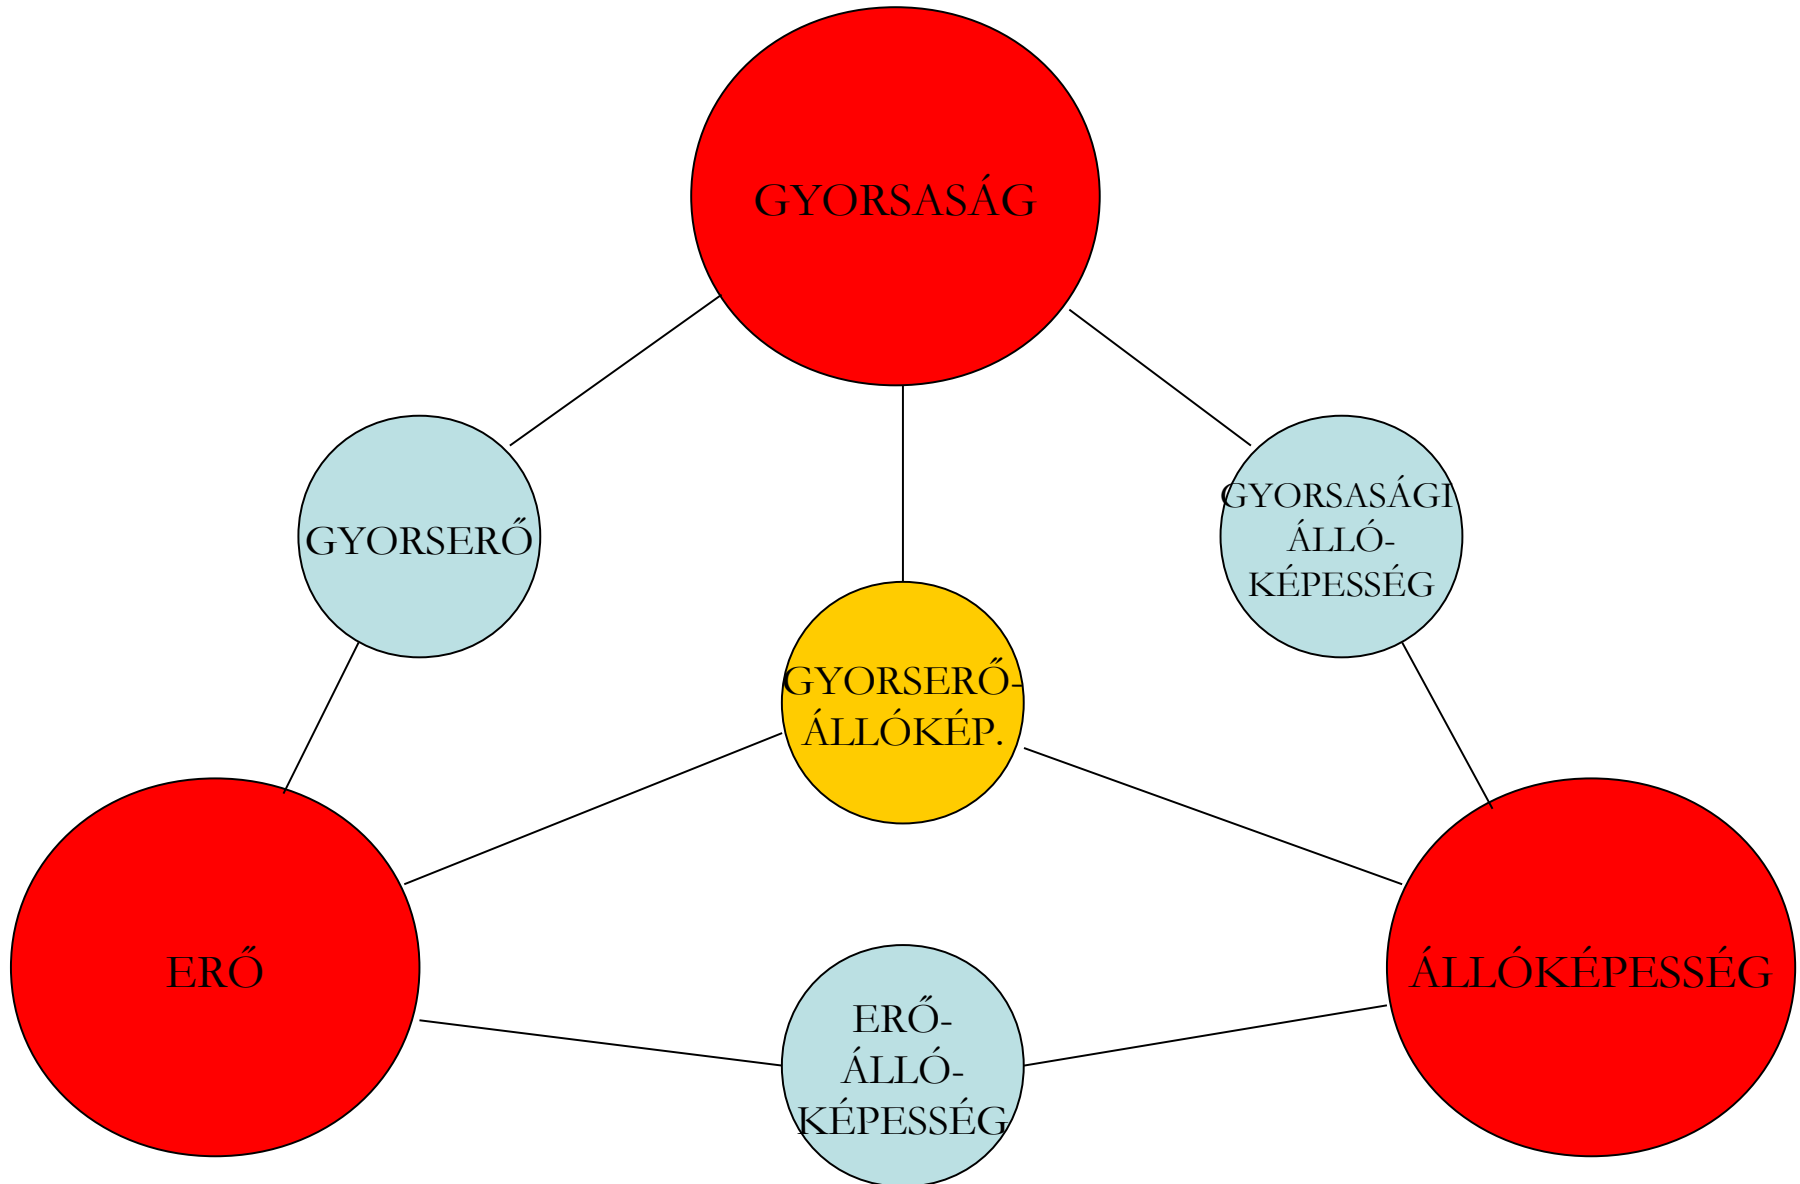 GYORSASÁG
GYORSERŐ
GYORSASÁGI
ÁLLÓ-
KÉPESSÉG
GYORSERŐ-
ÁLLÓKÉP.
ERŐ
ÁLLÓKÉPESSÉG
ERŐ-
ÁLLÓ-
KÉPESSÉG